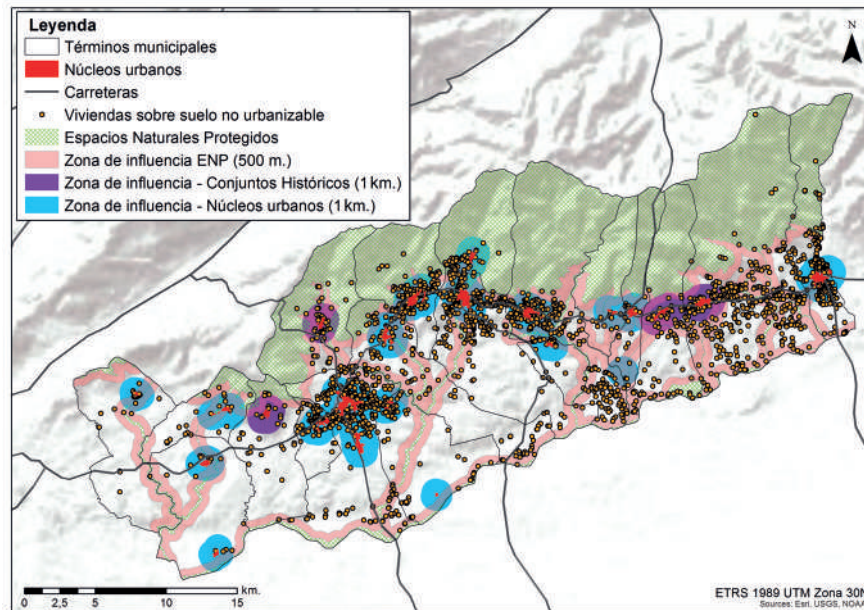 Leyenda
Términos municipales
Núcleos urbanos
Carreteras
Viviendas sobre suelo no urbanizable
Espacios Naturales Protegidos
Zona de influencia ENP (500 m.)
Zona de influencia - Conjuntos Históricos (1 km.)
Zona de influencia - Núcleos urbanos (1 km.)
N
km.
0 2,5 5 10 15
ETRS 1989 UTM Zona 30
Sources: Esri, USGS, NOA